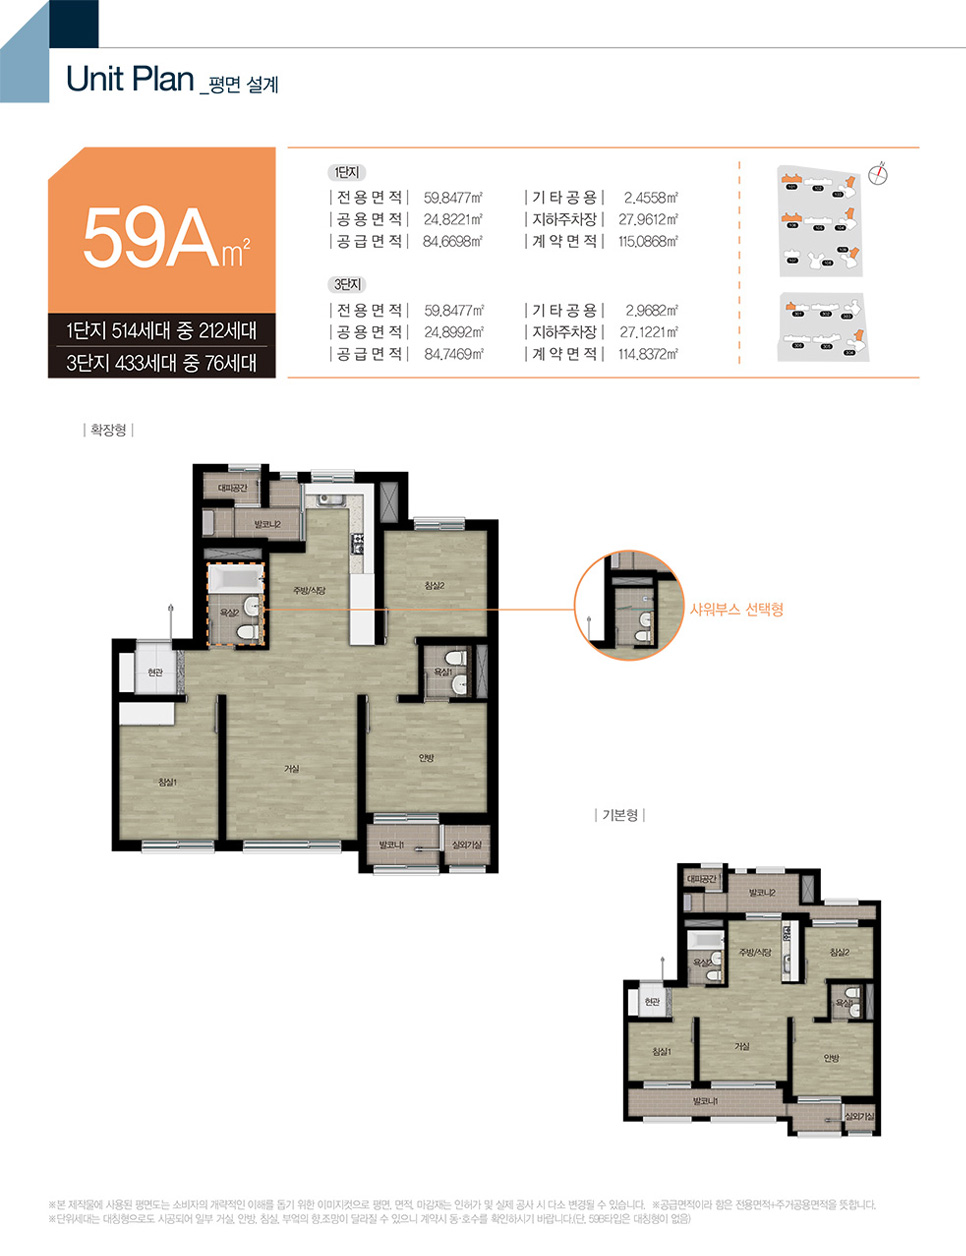 Unit Plan _평면 설계
59A㎡
1단지 514세대 중 212세대
3단지 433세대 중 76세대
1단지
전용면적 59.8477㎡ 기타공용 2.4558㎡
공용면적 24.8221㎡ 지하주차장 27.9612㎡
공급면적 84.6698㎡ 계약면적 115.0868㎡
3단지
전용면적 59.8477㎡ 기타공용 2.9682㎡
공용면적 24.8992㎡ 지하주차장 27.1221㎡
공급면적 84.7469㎡ 계약면적 114.8372㎡
N
확장형
대피공간
발코니2
주방/식당
침실2
욕실2
샤워부스 선택형
현관
욕실1
안방
거실
침실1
발코니1
실외기실
기본형
대피공간
발코니2
주방/식당
침실2
욕실2
현관
욕실1
거실
침실1
안방
발코니1
실외기실
※본 제작물에 사용된 평면도는 소비자의 개략적인 이해를 돕기 위한 이미지컷으로 평면, 면적, 마감재는 인허가 및 실제 공사 시 다소 변경될 수 있습니다. ※공급면적이라 함은 전용면적+주거공용면적을 뜻합니다.
※단위세대는 대칭형으로도 시공되어 일부 거실, 안방, 침실, 부엌의 향,조망이 달라질 수 있으니 계약시 동·호수를 확인하시기 바랍니다.(단, 59B타입은 대칭형이 없음)